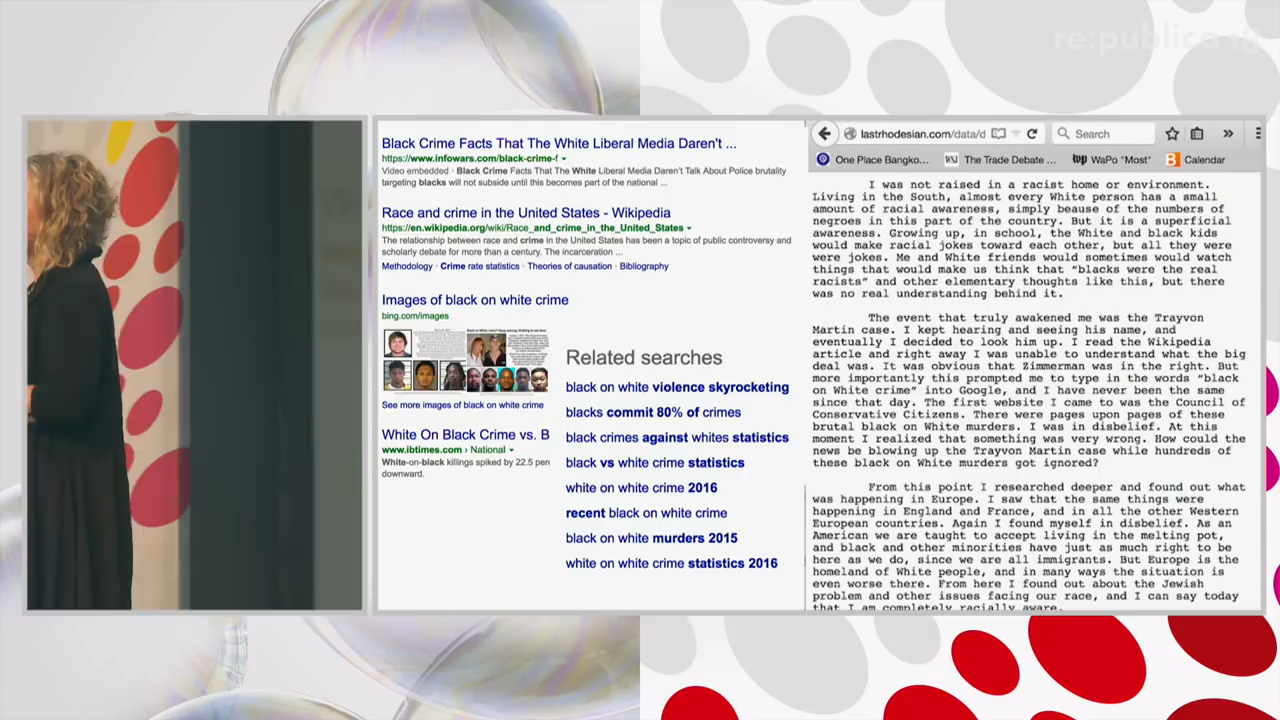 re:publica 18
Black Crime Facts That The White Liberal Media Daren't ...
https://www.infowars.com/black-crime-f
Video embedded · Black Crime Facts That The White Liberal Media Daren't Talk About Police brutality
targeting blacks will not subside until this becomes part of the national ...
Race and crime in the United States - Wikipedia
https://en.wikipedia.org/wiki/Race_and_crime_in_the_United_States
The relationship between race and crime in the United States has been a topic of public controversy and
scholarly debate for more than a century. The incarceration ...
Methodology · Crime rate statistics · Theories of causation · Bibliography
Images of black on white crime
bing.com/images
See more images of black on white crime
White On Black Crime vs. B
www.ibtimes.com › National
White-on-black killings spiked by 22.5 pen
downward.
Related searches
black on white violence skyrocketing
blacks commit 80% of crimes
black crimes against whites statistics
black vs white crime statistics
white on white crime 2016
recent black on white crime
black on white murders 2015
white on white crime statistics 2016
lastrhodesian.com/data/d
Search
One Place Bangko...
WSJ The Trade Debate ...
wp WaPo "Most"
Calendar
I was not raised in a racist home or environment.
Living in the South, almost every White person has a small
amount of racial awareness, simply beause of the numbers of
negroes in this part of the country. But it is a superficial
awareness. Growing up, in school, the White and black kids
would make racial jokes toward each other, but all they were
were jokes. Me and White friends would sometimes would watch
things that would make us think that "blacks were the real
racists" and other elementary thoughts like this, but there
was no real understanding behind it.
The event that truly awakened me was the Trayvon
Martin case. I kept hearing and seeing his name, and
eventually I decided to look him up. I read the Wikipedia
article and right away I was unable to understand what the big
deal was. It was obvious that Zimmerman was in the right. But
more importantly this prompted me to type in the words "black
on White crime" into Google, and I have never been the same
since that day. The first website I came to was the Council of
Conservative Citizens. There were pages upon pages of these
brutal black on White murders. I was in disbelief. At this
moment I realized that something was very wrong. How could the
news be blowing up the Trayvon Martin case while hundreds of
these black on White murders got ignored?
From this point I researched deeper and found out what
was happening in Europe. I saw that the same things were
happening in England and France, and in all the other Western
European countries. Again I found myself in disbelief. As an
American we are taught to accept living in the melting pot,
and black and other minorities have just as much right to be
here as we do, since we are all immigrants. But Europe is the
homeland of White people, and in many ways the situation is
even worse there. From here I found out about the Jewish
problem and other issues facing our race, and I can say today
that I am completely racially aware.